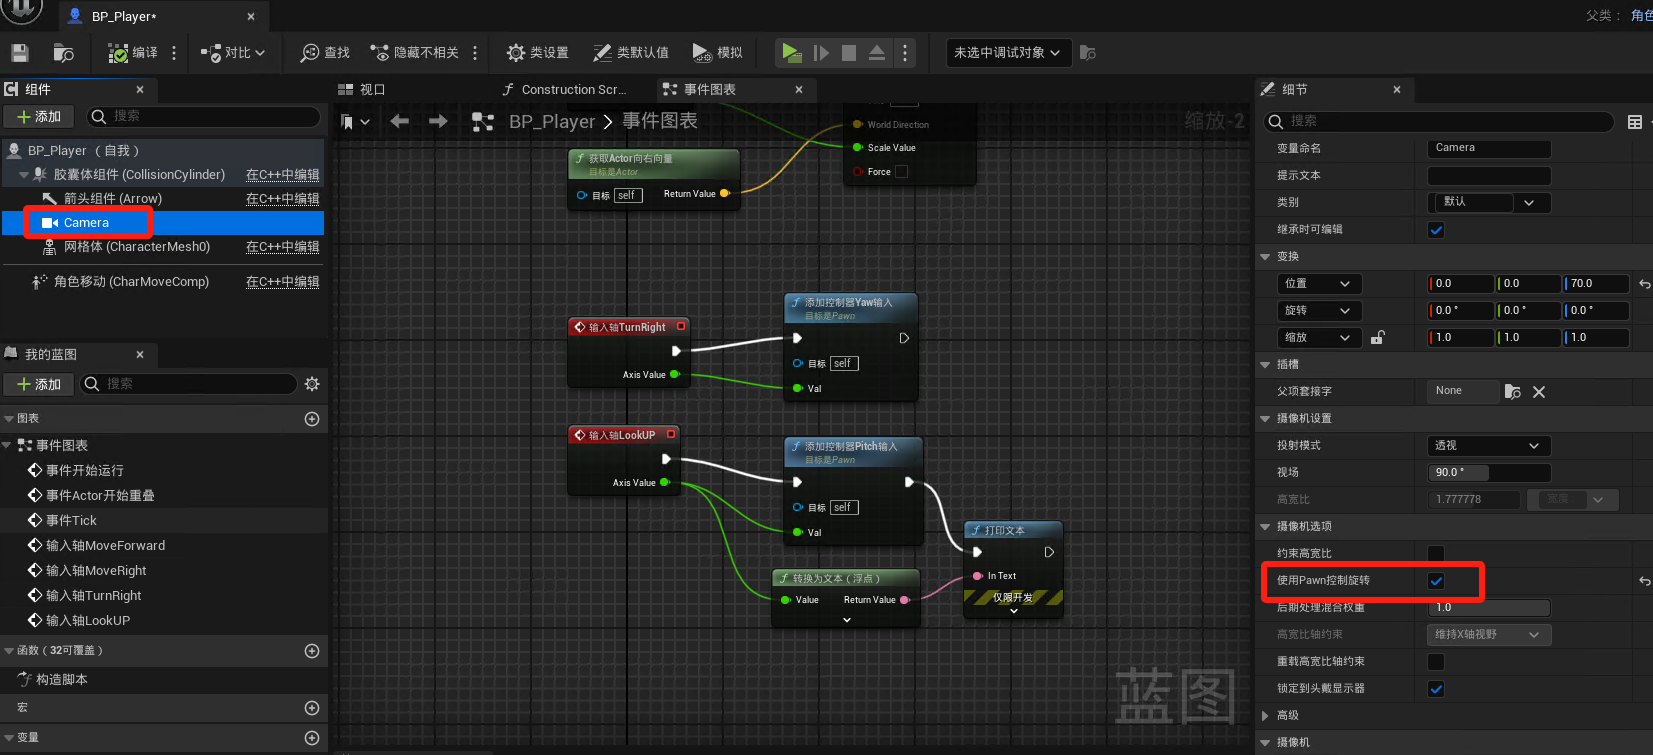 BP_Player*
父类：
角色
编译
对比
查找
隐藏不相关
类设置
类默认值
模拟
未选中调试对象
组件
添加
搜索
BP_Player （自我）
胶囊体组件 (CollisionCylinder)
在C++中编辑
箭头组件 (Arrow)
在C++中编辑
Camera
网格体 (CharacterMesh0)
在C++中编辑
角色移动 (CharMoveComp)
在C++中编辑
我的蓝图
添加
搜索
图表
事件图表
事件开始运行
事件Actor开始重叠
事件Tick
输入轴MoveForward
输入轴MoveRight
输入轴TurnRight
输入轴LookUP
函数（32可覆盖）
构造脚本
宏
变量
视口
Construction Scr...
事件图表
BP_Player
事件图表
缩放-2
World Direction
Scale Value
Force
获取Actor向右向量
目标是Actor
目标 self
Return Value
输入轴TurnRight
Axis Value
添加控制器Yaw输入
目标是Pawn
目标 self
Val
输入轴LookUP
Axis Value
添加控制器Pitch输入
目标是Pawn
目标 self
Val
转换为文本（浮点）
Value
Return Value
打印文本
In Text
仅限开发
蓝图
细节
搜索
变量命名
Camera
提示文本
类别
默认
继承时可编辑
变换
位置
0.0
0.0
70.0
旋转
0.0 °
0.0 °
0.0 °
缩放
1.0
1.0
1.0
插槽
父项套接字
None
摄像机设置
投射模式
透视
视场
90.0 °
高宽比
1.777778
宽度
摄像机选项
约束高宽比
使用Pawn控制旋转
后期处理混合权重
1.0
高宽比轴约束
维持X轴视野
重载高宽比轴约束
锁定到头戴显示器
高级
摄像机